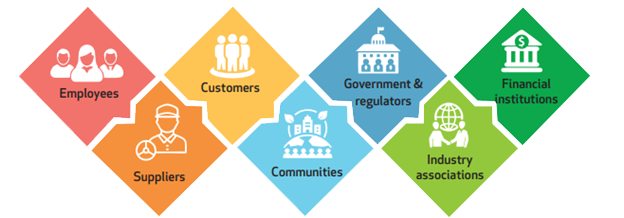 Employees
Suppliers
Customers
Communities
Government &
regulators
Industry
associations
$
Financial
institutions